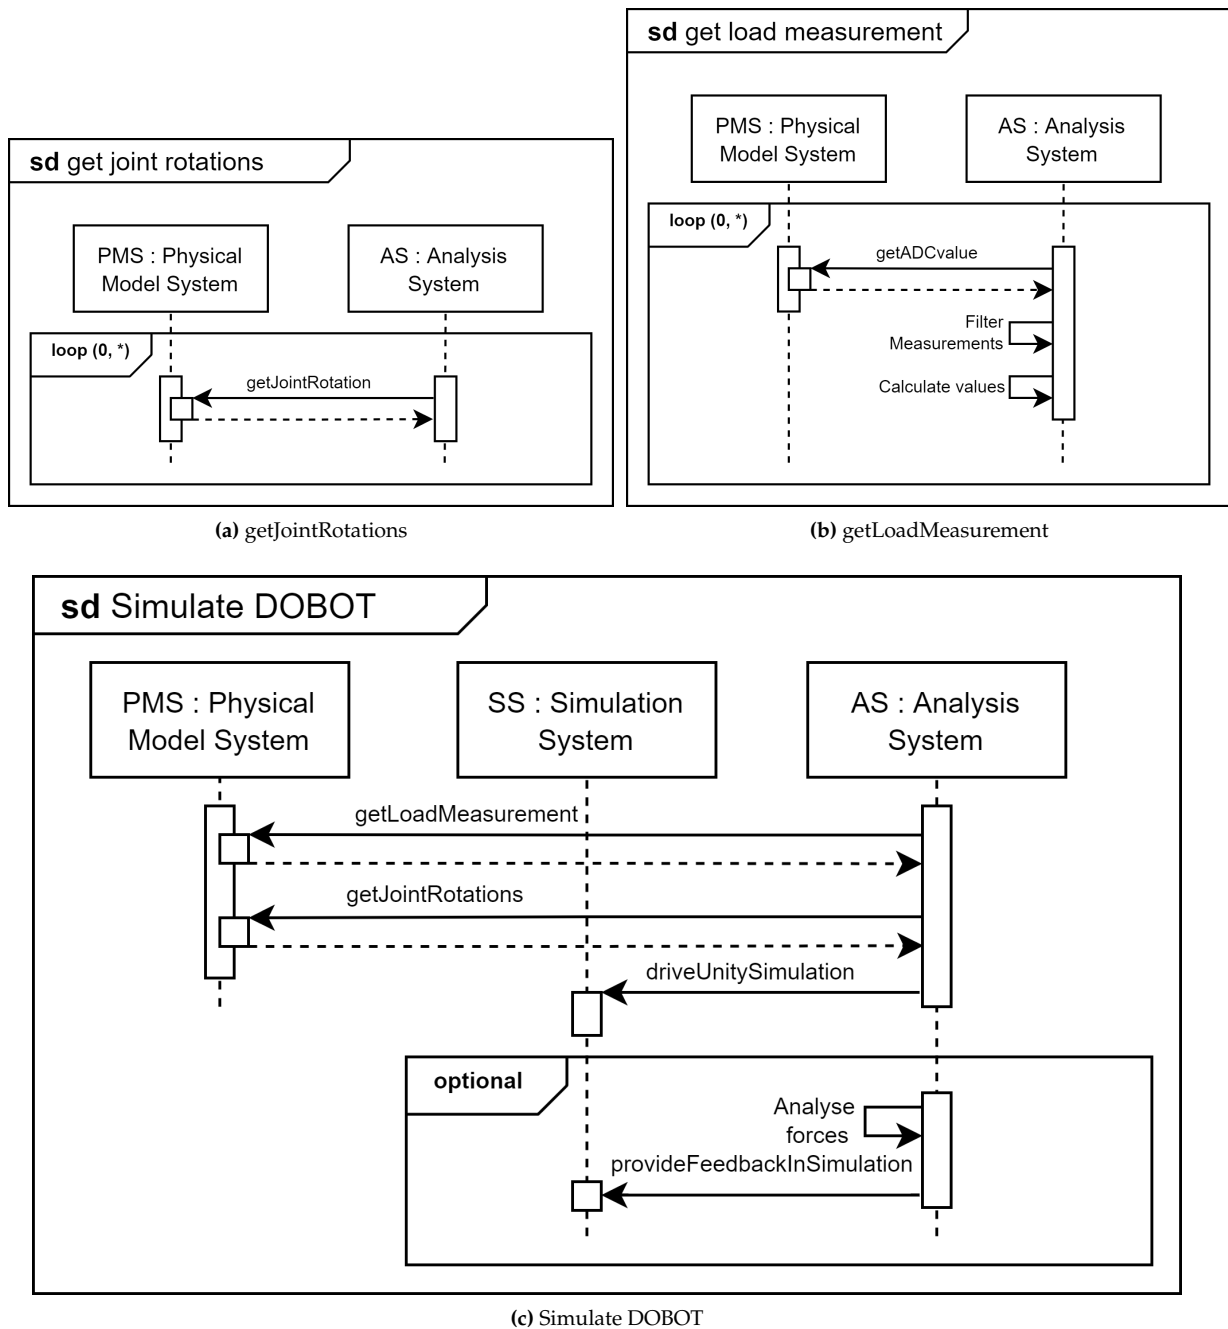 sd get joint rotations
PMS : Physical
Model System
AS : Analysis
System
loop (0, *)
getJointRotation
(a) getJointRotations
sd get load measurement
PMS : Physical
Model System
AS : Analysis
System
loop (0, *)
getADCvalue
Filter
Measurements
Calculate values
(b) getLoadMeasurement
sd Simulate DOBOT
PMS : Physical
Model System
SS : Simulation
System
AS : Analysis
System
getLoadMeasurement
getJointRotations
driveUnitySimulation
optional
Analyse
forces
provideFeedbackInSimulation
(c) Simulate DOBOT